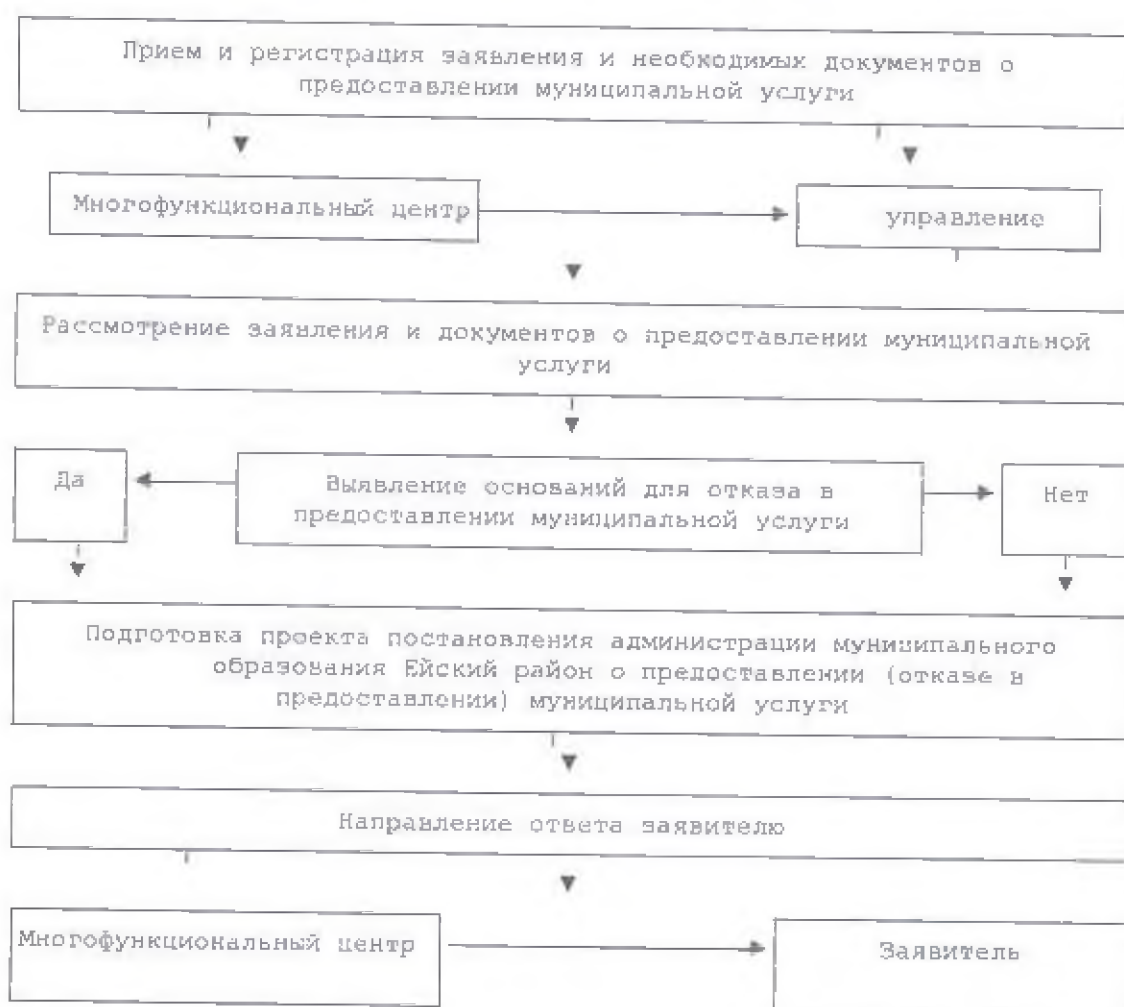 Прием и регистрация заявления и необходимых документов о
предоставлении муниципальной услуги
Многофункциональный центр
управление
Рассмотрение заявления и документов о предоставлении муниципальной
услуги
Да
Выявление оснований для отказа в
предоставлении муниципальной услуги
Нет
Подготовка проекта постановления администрации муниципального
образования Ейский район о предоставлении (отказе в
предоставлении) муниципальной услуги
Направление ответа заявителю
Многофункциональный центр
Заявитель